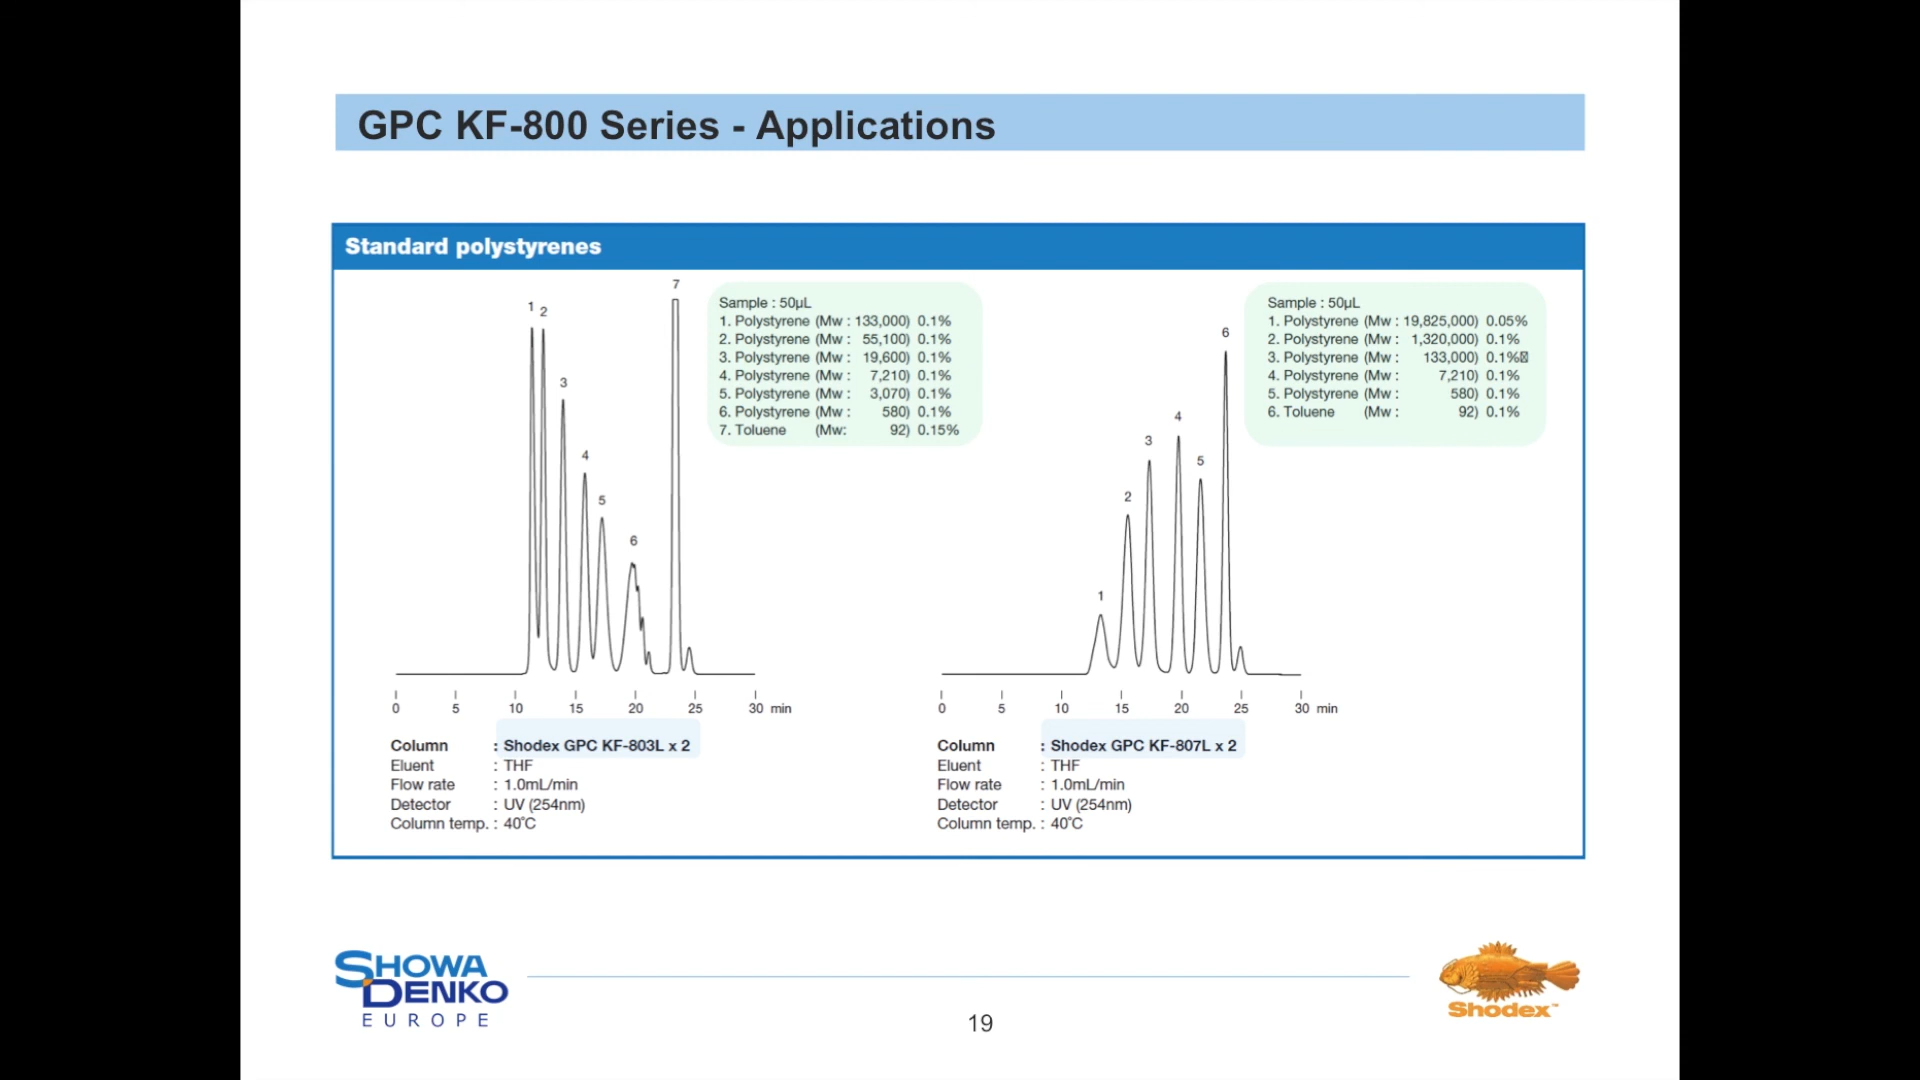 GPC KF-800 Series - Applications
Standard polystyrenes
1 2 3 4 5 6 7
Sample : 50µL
1. Polystyrene (Mw : 133,000) 0.1%
2. Polystyrene (Mw : 55,100) 0.1%
3. Polystyrene (Mw : 19,600) 0.1%
4. Polystyrene (Mw : 7,210) 0.1%
5. Polystyrene (Mw : 3,070) 0.1%
6. Polystyrene (Mw : 580) 0.1%
7. Toluene (Mw: 92) 0.15%
0 5 10 15 20 25 30 min
Column : Shodex GPC KF-803L x 2
Eluent : THF
Flow rate : 1.0mL/min
Detector : UV (254nm)
Column temp. : 40°C
1 2 3 4 5 6
Sample : 50µL
1. Polystyrene (Mw : 19,825,000) 0.05%
2. Polystyrene (Mw : 1,320,000) 0.1%
3. Polystyrene (Mw : 133,000) 0.1%
4. Polystyrene (Mw : 7,210) 0.1%
5. Polystyrene (Mw : 580) 0.1%
6. Toluene (Mw : 92) 0.1%
0 5 10 15 20 25 30 min
Column : Shodex GPC KF-807L x 2
Eluent : THF
Flow rate : 1.0mL/min
Detector : UV (254nm)
Column temp. : 40°C
SHOWA
DENKO
EUROPE
19
Shodex™